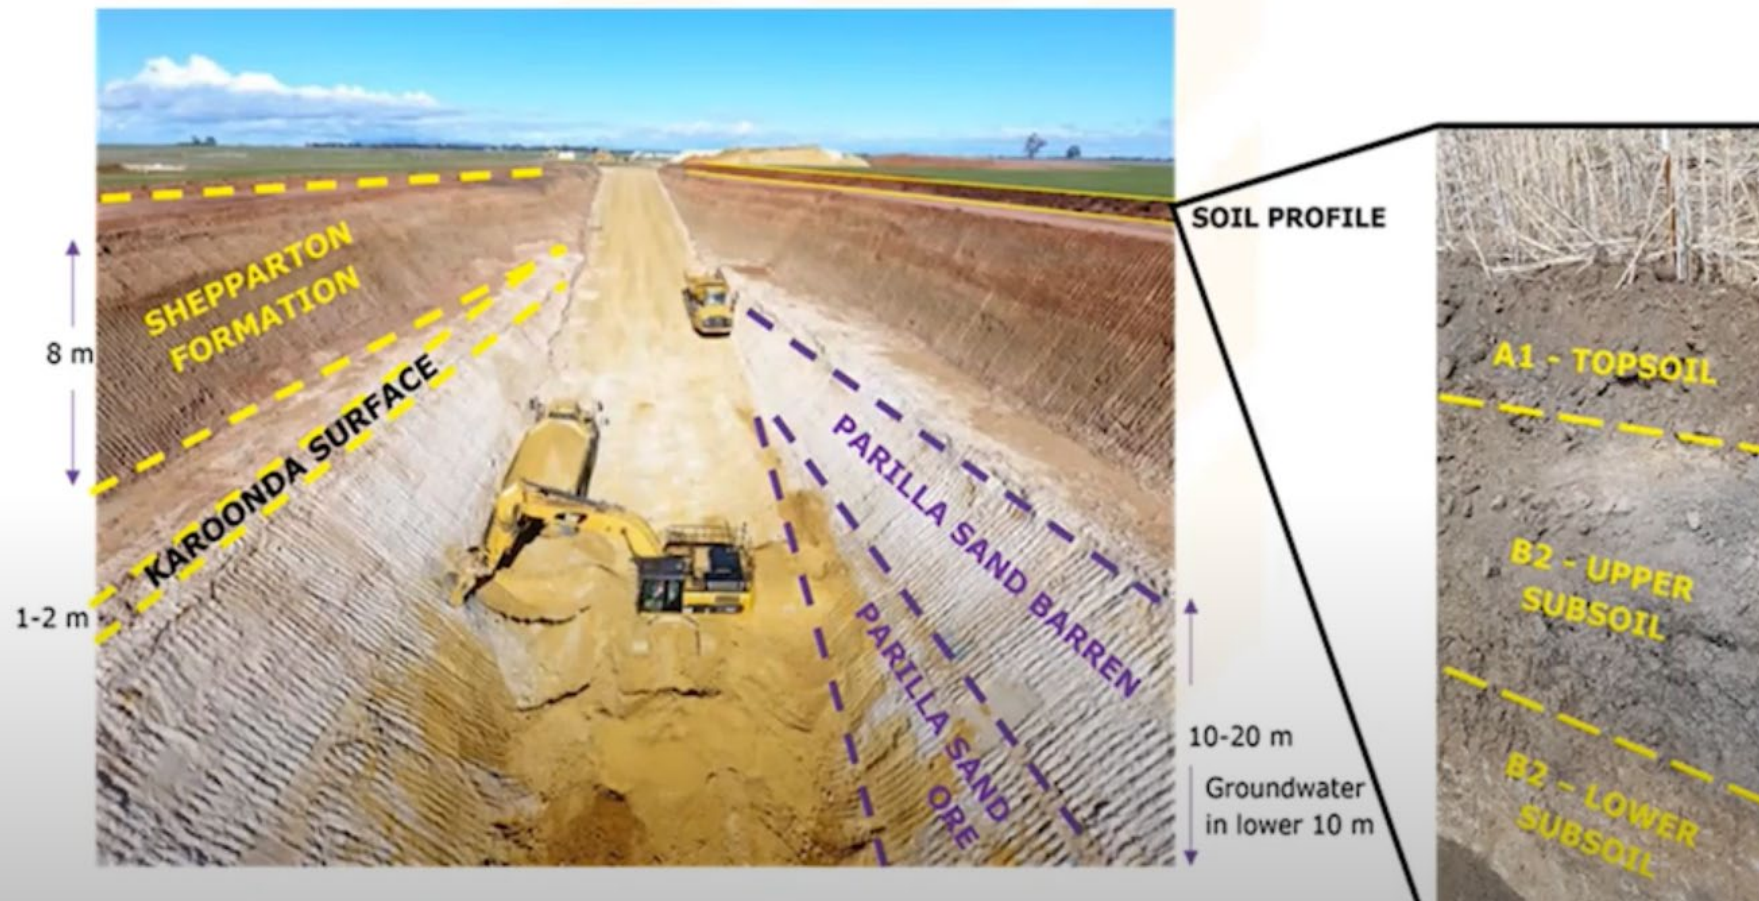 SHEPPARTON
FORMATION
8 m
KAROONDA SURFACE
1-2 m
PARILLA SAND BARREN
PARILLA SAND
ORE
10-20 m
Groundwater
in lower 10 m
SOIL PROFILE
A1 - TOPSOIL
B2 - UPPER
SUBSOIL
B2 - LOWER
SUBSOIL